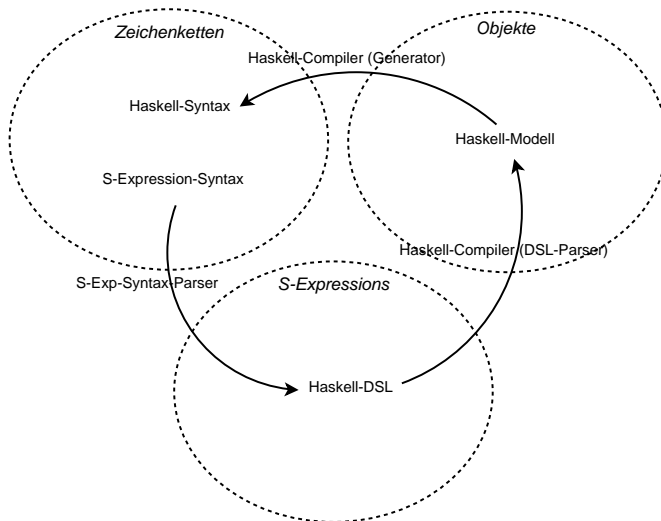 Zeichenketten
Objekte
Haskell-Compiler (Generator)
Haskell-Syntax
Haskell-Modell
S-Expression-Syntax
Haskell-Compiler (DSL-Parser)
S-Exp-Syntax-Parser
S-Expressions
Haskell-DSL